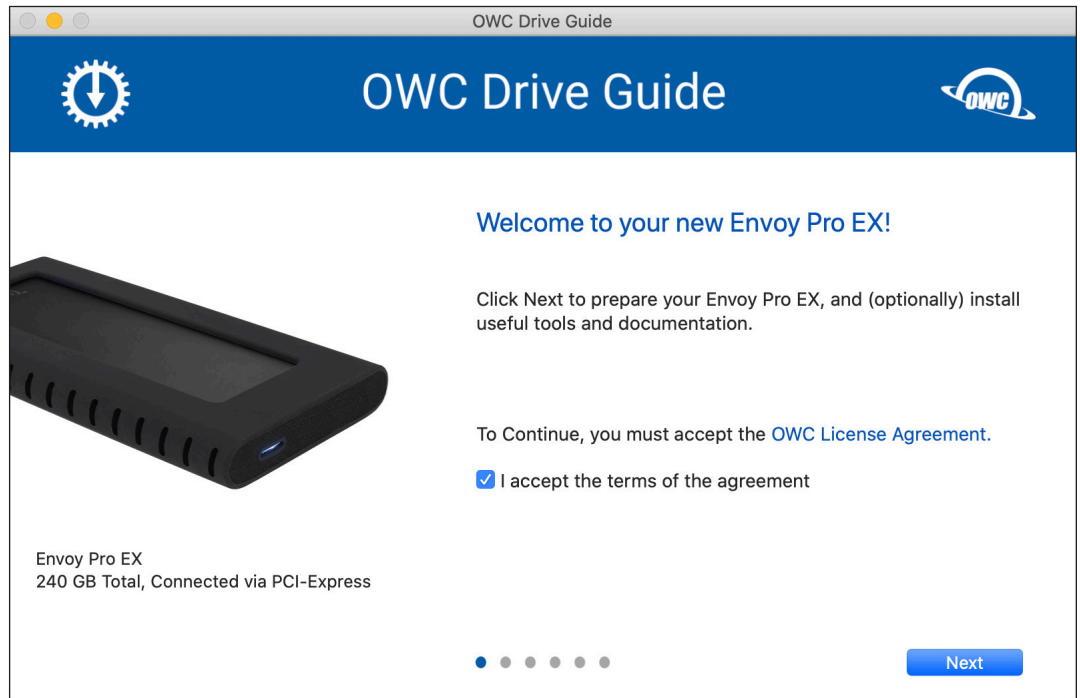 OWC Drive Guide
OWC Drive Guide
OWC
Welcome to your new Envoy Pro EX!
Click Next to prepare your Envoy Pro EX, and (optionally) install
useful tools and documentation.
To Continue, you must accept the OWC License Agreement.
I accept the terms of the agreement
Envoy Pro EX
240 GB Total, Connected via PCI-Express
Next